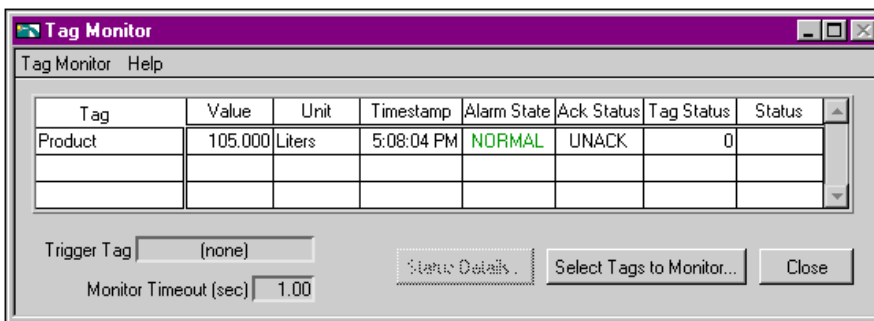 Tag Monitor
Tag Monitor Help
Tag Value Unit Timestamp Alarm State Ack Status Tag Status Status
Product 105.000 Liters 5:08:04 PM NORMAL UNACK 0
Trigger Tag (none)
Status Details... Select Tags to Monitor... Close
Monitor Timeout (sec) 1.00